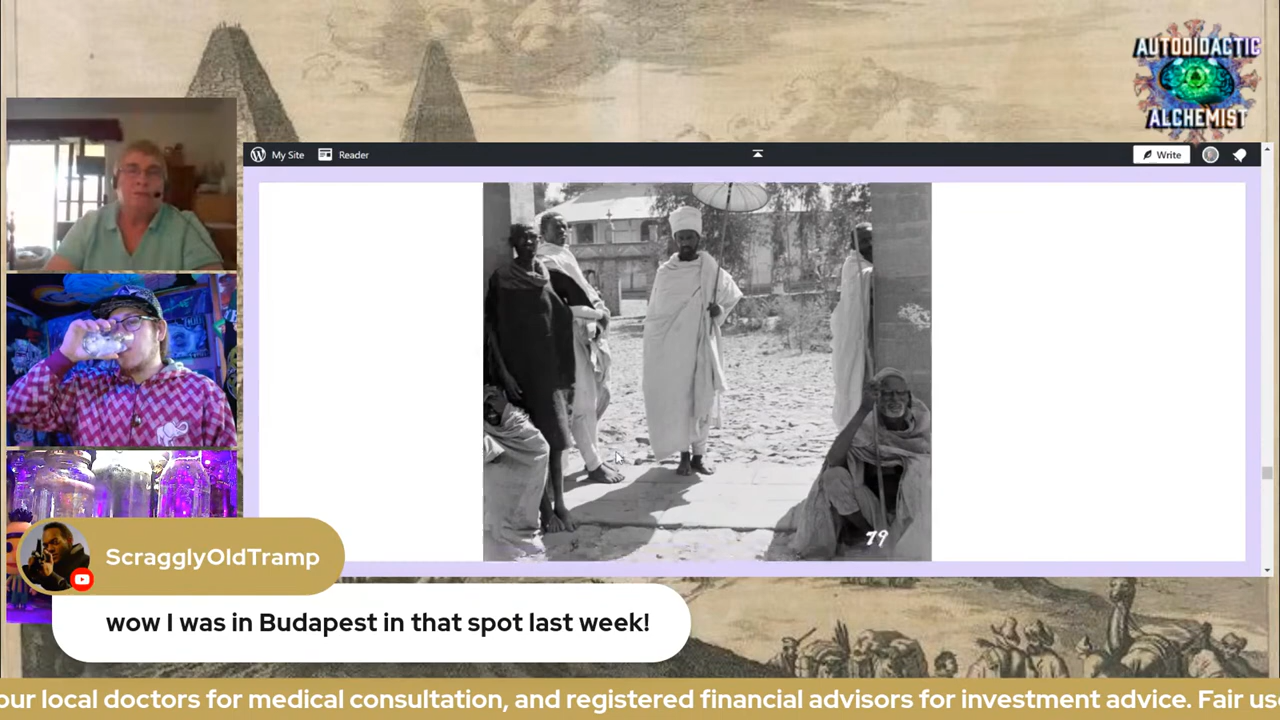 AUTODIDACTIC
ALCHEMIST
My Site
Reader
Write
79
ScragglyOldTramp
wow I was in Budapest in that spot last week!
our local doctors for medical consultation, and registered financial advisors for investment advice. Fair us